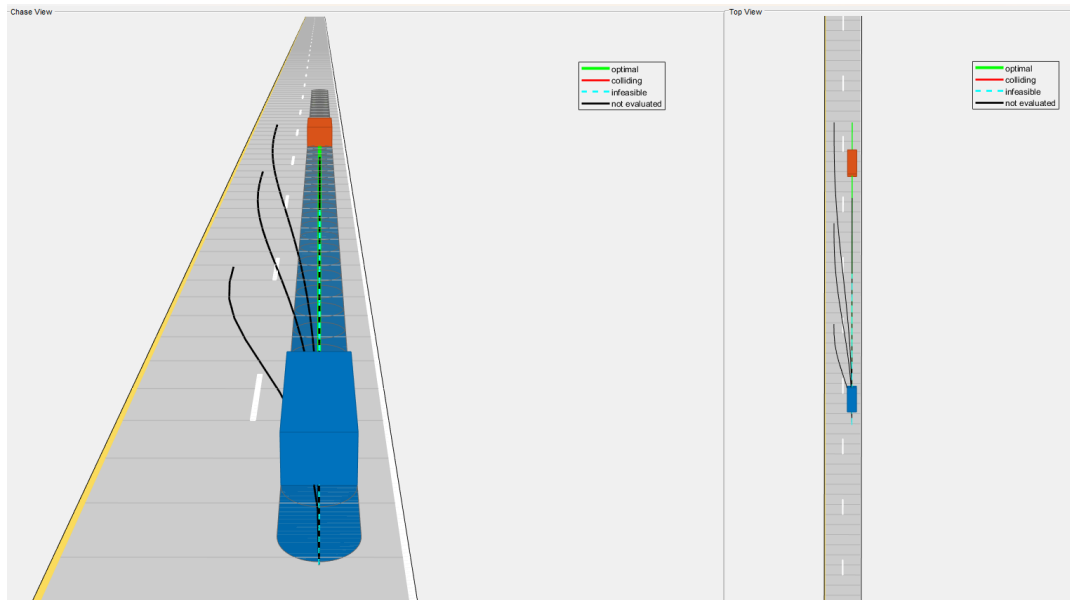 Chase View
optimal
colliding
infeasible
not evaluated
Top View
optimal
colliding
infeasible
not evaluated